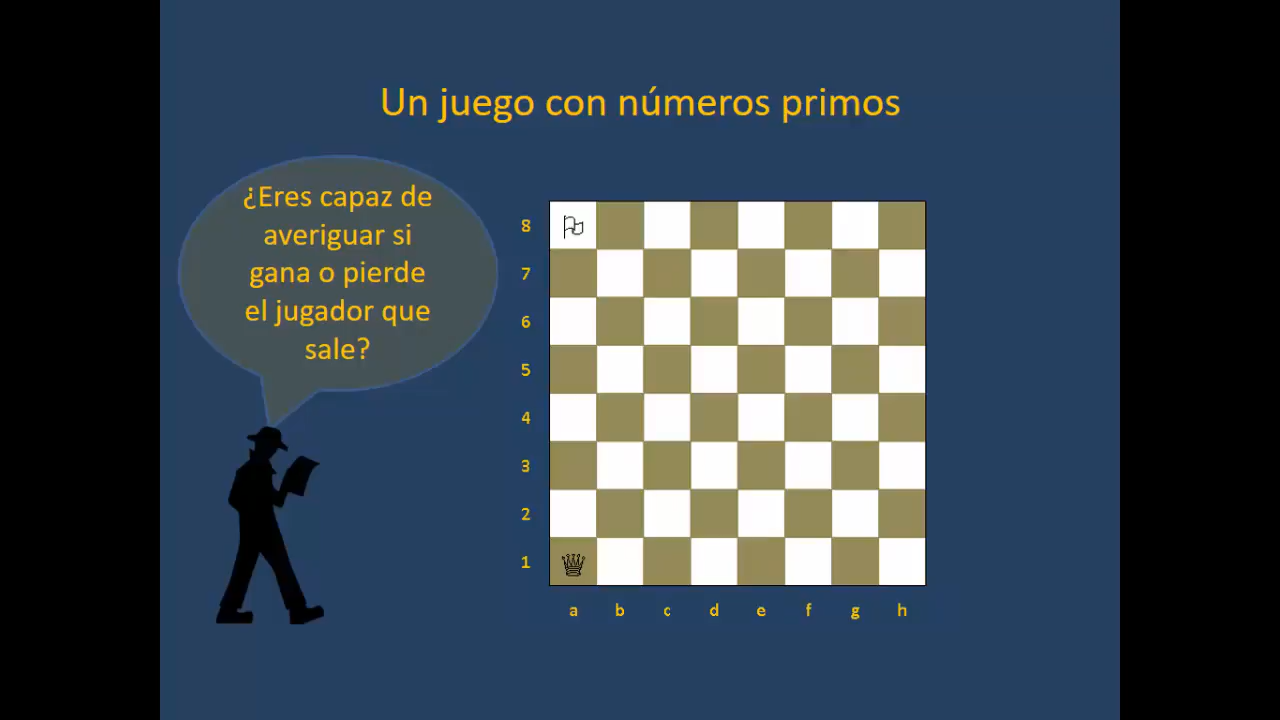 Un juego con números primos
¿Eres capaz de
averiguar si
gana o pierde
el jugador que
sale?
8
7
6
5
4
3
2
1
a b c d e f g h